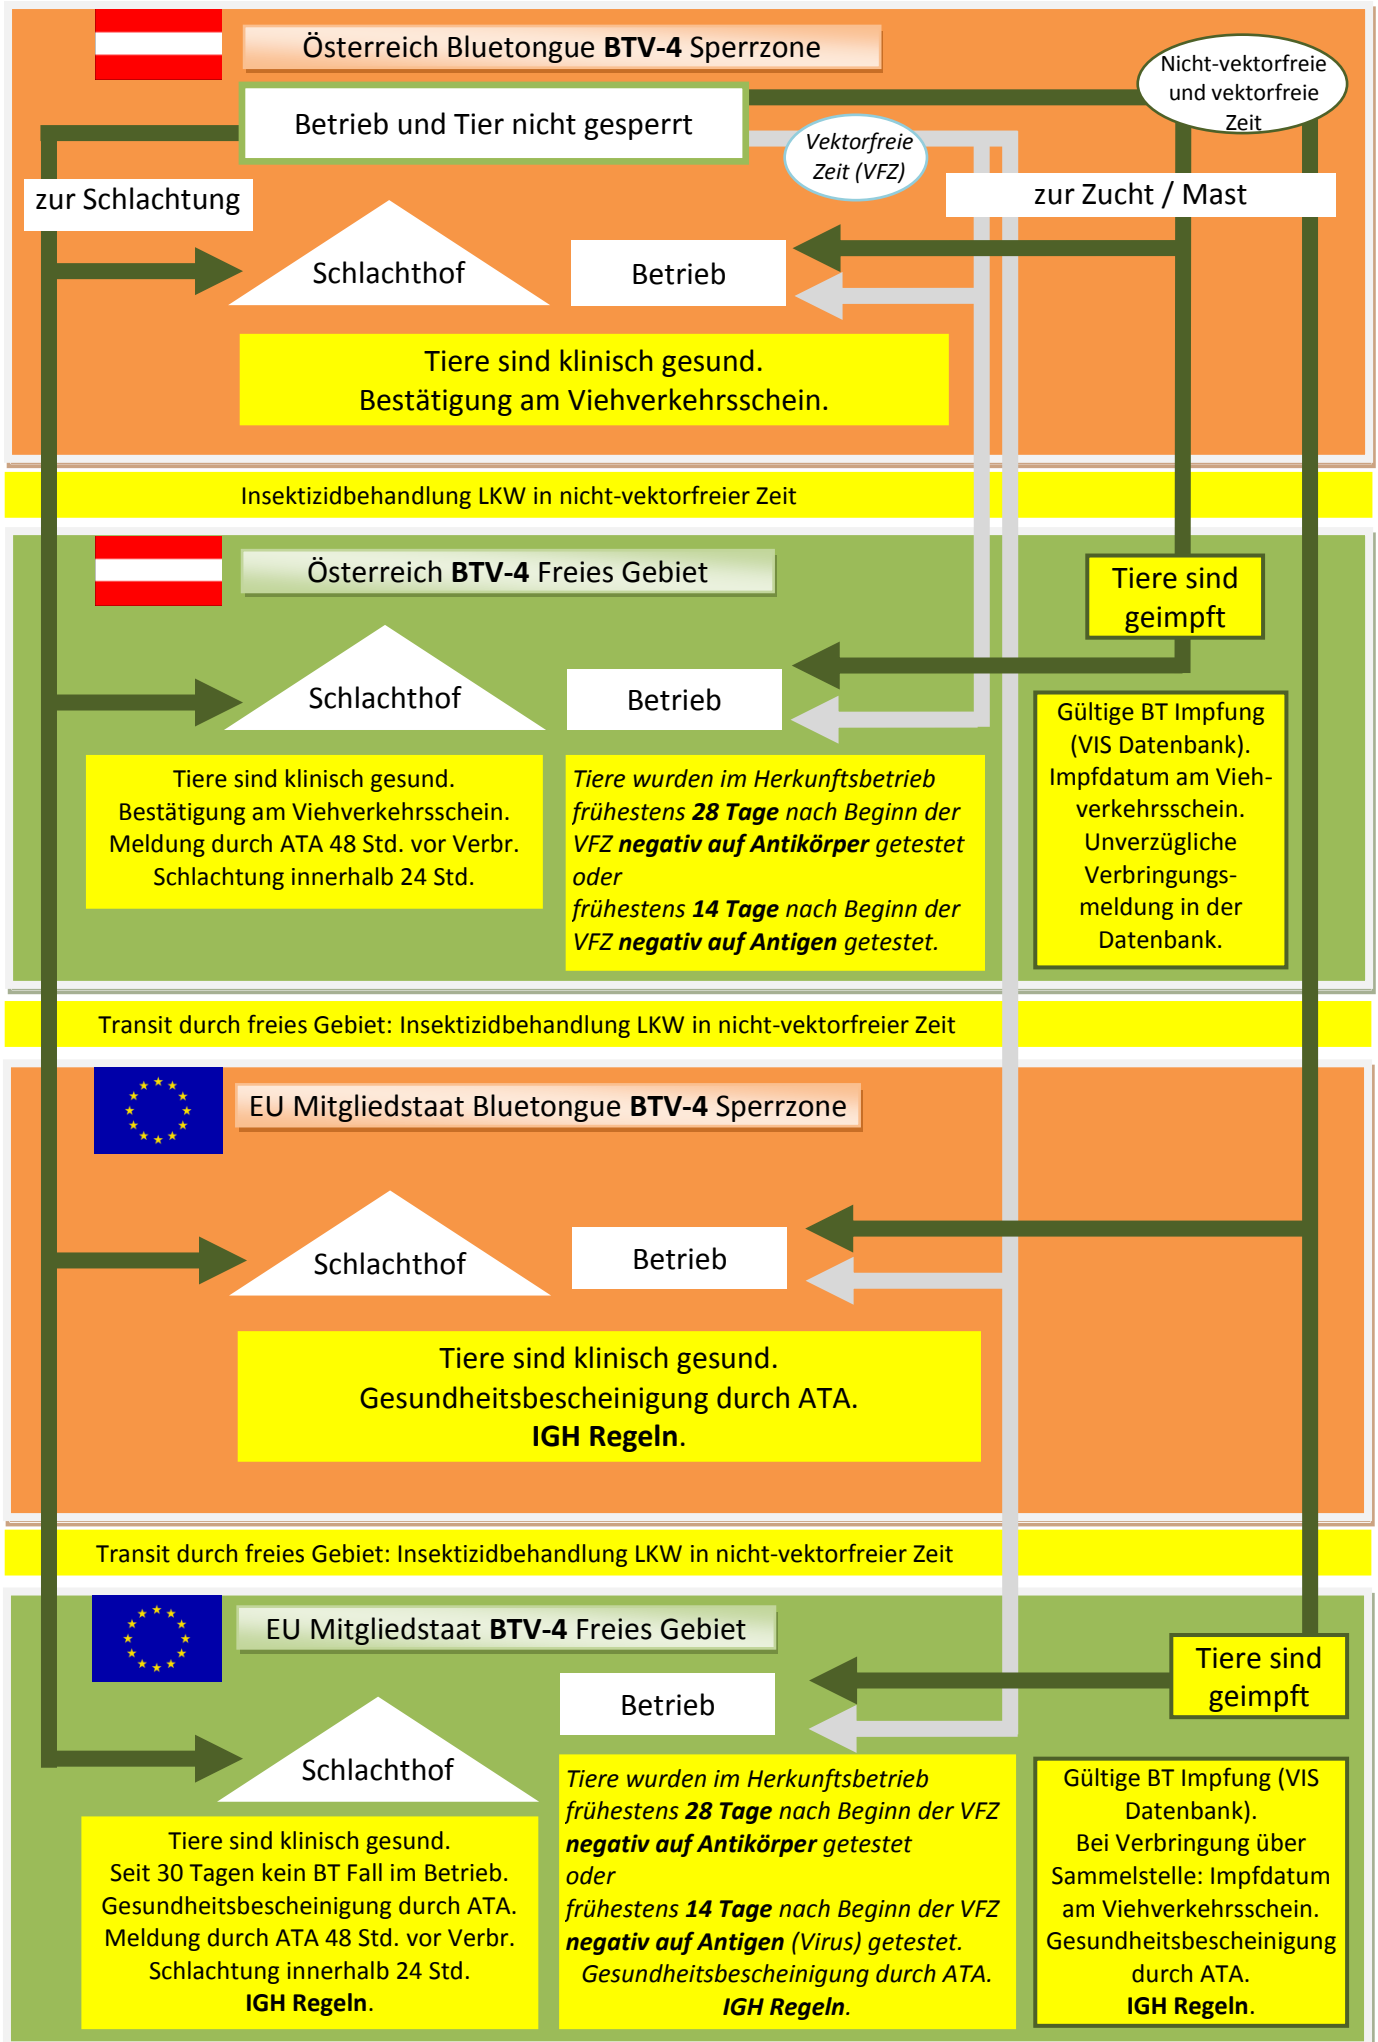 Österreich Bluetongue BTV-4 Sperrzone
Nicht-vektorfreie
und vektorfreie
Zeit
Betrieb und Tier nicht gesperrt
Vektorfreie
Zeit (VFZ)
zur Schlachtung
zur Zucht / Mast
Schlachthof
Betrieb
Tiere sind klinisch gesund.
Bestätigung am Viehverkehrsschein.
Insektizidbehandlung LKW in nicht-vektorfreier Zeit
Österreich BTV-4 Freies Gebiet
Tiere sind
geimpft
Schlachthof
Betrieb
Tiere sind klinisch gesund.
Bestätigung am Viehverkehrsschein.
Meldung durch ATA 48 Std. vor Verbr.
Schlachtung innerhalb 24 Std.
Tiere wurden im Herkunftsbetrieb
frühestens 28 Tage nach Beginn der
VFZ negativ auf Antikörper getestet
oder
frühestens 14 Tage nach Beginn der
VFZ negativ auf Antigen getestet.
Gültige BT Impfung
(VIS Datenbank).
Impfdatum am Vieh-
verkehrsschein.
Unverzügliche
Verbringungs-
meldung in der
Datenbank.
Transit durch freies Gebiet: Insektizidbehandlung LKW in nicht-vektorfreier Zeit
EU Mitgliedstaat Bluetongue BTV-4 Sperrzone
Schlachthof
Betrieb
Tiere sind klinisch gesund.
Gesundheitsbescheinigung durch ATA.
IGH Regeln.
Transit durch freies Gebiet: Insektizidbehandlung LKW in nicht-vektorfreier Zeit
EU Mitgliedstaat BTV-4 Freies Gebiet
Tiere sind
geimpft
Betrieb
Schlachthof
Tiere sind klinisch gesund.
Seit 30 Tagen kein BT Fall im Betrieb.
Gesundheitsbescheinigung durch ATA.
Meldung durch ATA 48 Std. vor Verbr.
Schlachtung innerhalb 24 Std.
IGH Regeln.
Tiere wurden im Herkunftsbetrieb
frühestens 28 Tage nach Beginn der VFZ
negativ auf Antikörper getestet
oder
frühestens 14 Tage nach Beginn der VFZ
negativ auf Antigen (Virus) getestet.
Gesundheitsbescheinigung durch ATA.
IGH Regeln.
Gültige BT Impfung (VIS
Datenbank).
Bei Verbringung über
Sammelstelle: Impfdatum
am Viehverkehrsschein.
Gesundheitsbescheinigung
durch ATA.
IGH Regeln.